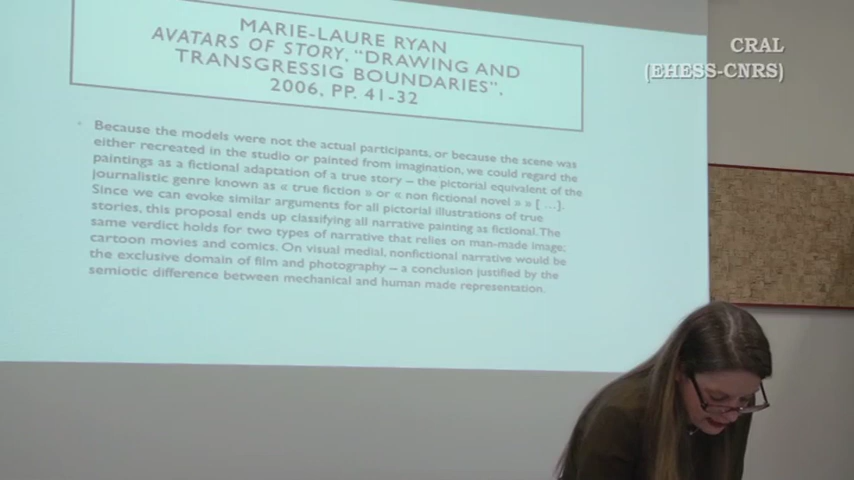 MARIE-LAURE RYAN
AVATARS OF STORY, "DRAWING AND
TRANSGRESSIG BOUNDARIES",
2006, PP. 41-32
• Because the models were not the actual participants, or because the scene was
either recreated in the studio or painted from imagination, we could regard the
paintings as a fictional adaptation of a true story – the pictorial equivalent of the
journalistic genre known as « true fiction » or « non fictional novel » » [ ...].
Since we can evoke similar arguments for all pictorial illustrations of true
stories, this proposal ends up classifying all narrative painting as fictional. The
same verdict holds for two types of narrative that relies on man-made image;
cartoon movies and comics. On visual medial, nonfictional narrative would be
the exclusive domain of film and photography – a conclusion justified by the
semiotic difference between mechanical and human made representation.
CRAL
(EHESS-CNRS)